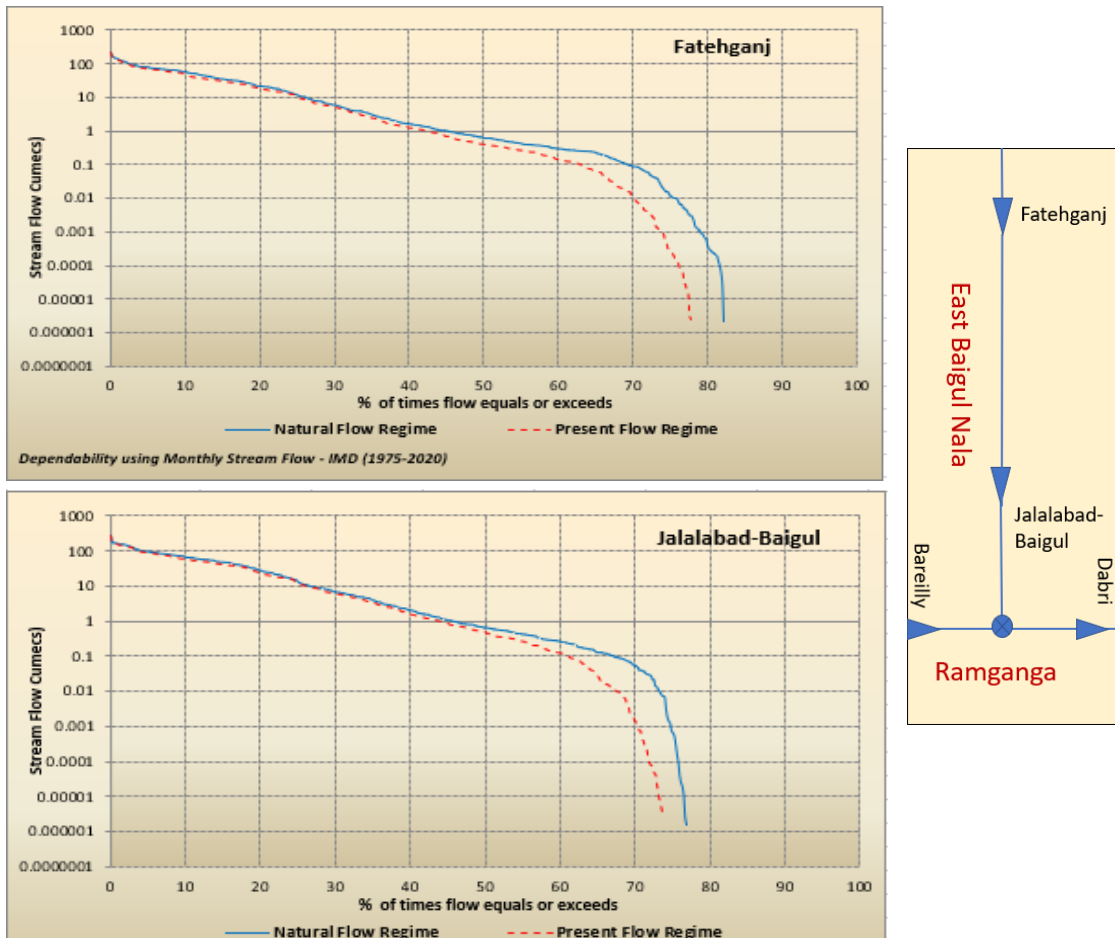 Fatehganj
Stream Flow Cumecs)
1000
100
10
1
0.1
0.01
0.001
0.0001
0.00001
0.000001
0.0000001
0 10 20 30 40 50 60 70 80 90 100
% of times flow equals or exceeds
Natural Flow Regime Present Flow Regime
Dependability using Monthly Stream Flow - IMD (1975-2020)
Jalalabad-Baigul
Stream Flow Cumecs)
1000
100
10
1
0.1
0.01
0.001
0.0001
0.00001
0.000001
0.0000001
0 10 20 30 40 50 60 70 80 90 100
% of times flow equals or exceeds
Natural Flow Regime Present Flow Regime
Fatehganj
East Baigul Nala
Jalalabad-
Baigul
Bareilly
Dabri
Ramganga